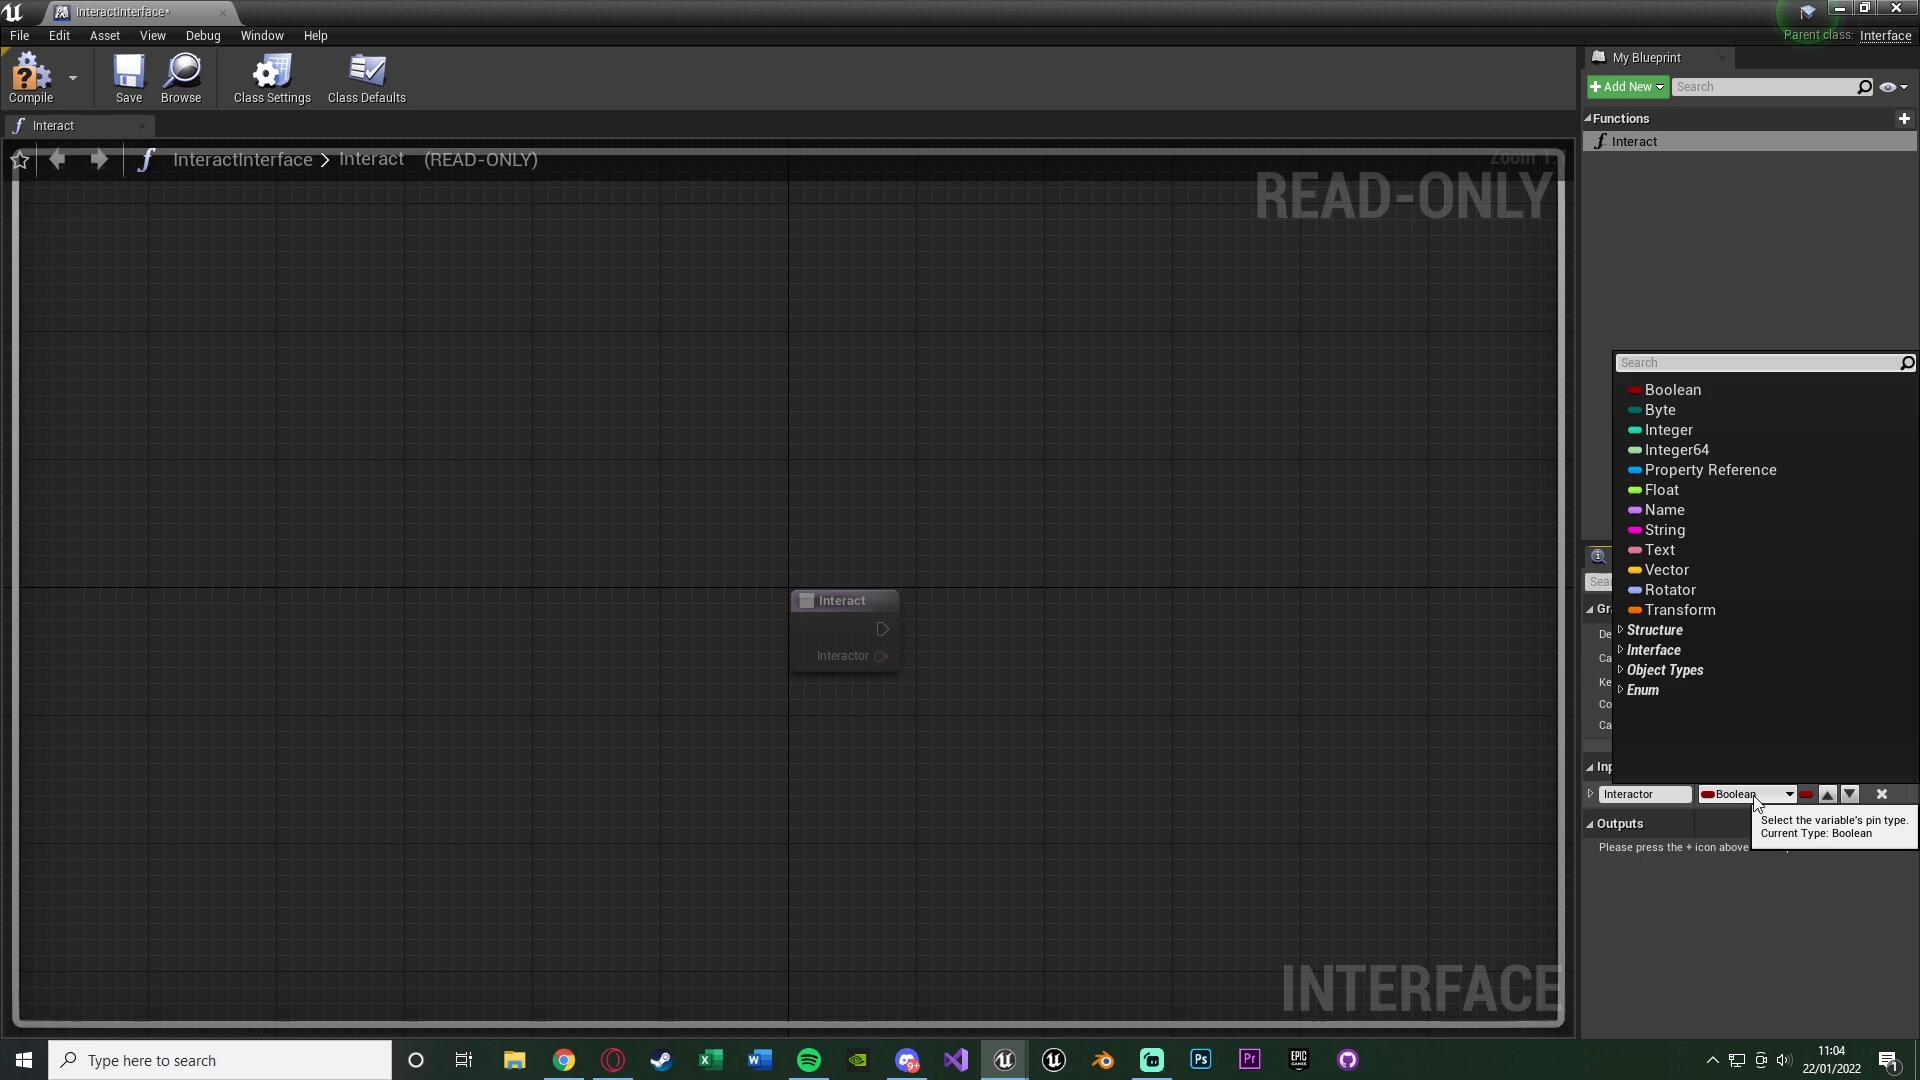 InteractInterface*
File Edit Asset View Debug Window Help
Parent class: Interface
Compile Save Browse Class Settings Class Defaults
My Blueprint
Add New Search
Functions
Interact
Interact
InteractInterface > Interact (READ-ONLY)
READ-ONLY
Interact
Interactor
INTERFACE
Search
Boolean
Byte
Integer
Integer64
Property Reference
Float
Name
String
Text
Vector
Rotator
Transform
Structure
Interface
Object Types
Enum
Interactor Boolean
Select the variable's pin type.
Current Type: Boolean
Outputs
Please press the + icon above
Type here to search
11:04
22/01/2022